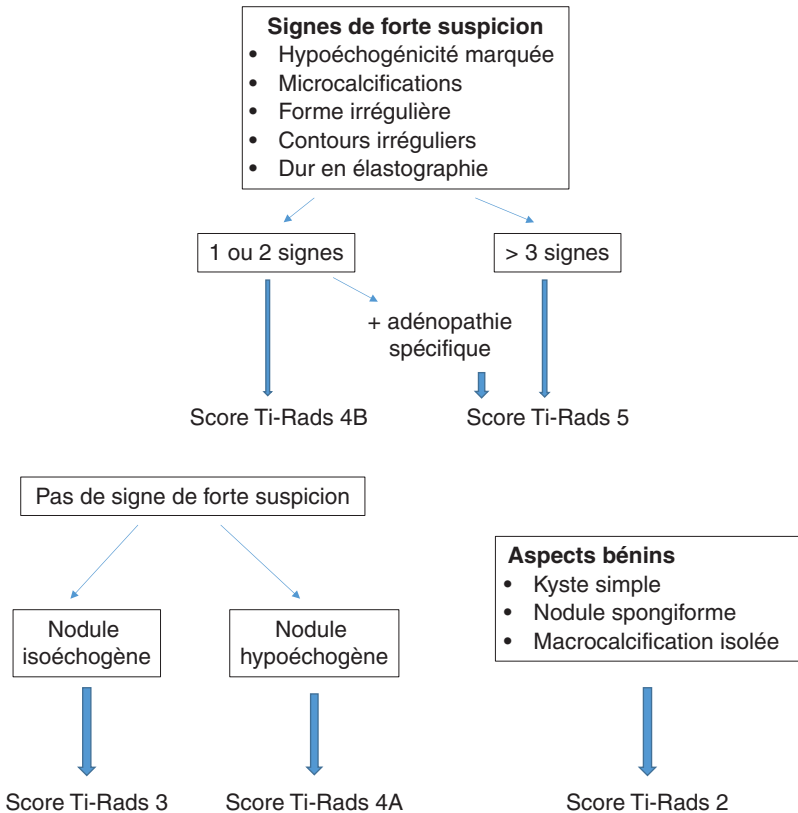 Signes de forte suspicion
• Hypoéchogénicité marquée
• Microcalcifications
• Forme irrégulière
• Contours irréguliers
• Dur en élastographie
1 ou 2 signes
> 3 signes
+ adénopathie
spécifique
Score Ti-Rads 4B
Score Ti-Rads 5
Pas de signe de forte suspicion
Nodule
isoéchogène
Nodule
hypoéchogène
Aspects bénins
• Kyste simple
• Nodule spongiforme
• Macrocalcification isolée
Score Ti-Rads 3
Score Ti-Rads 4A
Score Ti-Rads 2